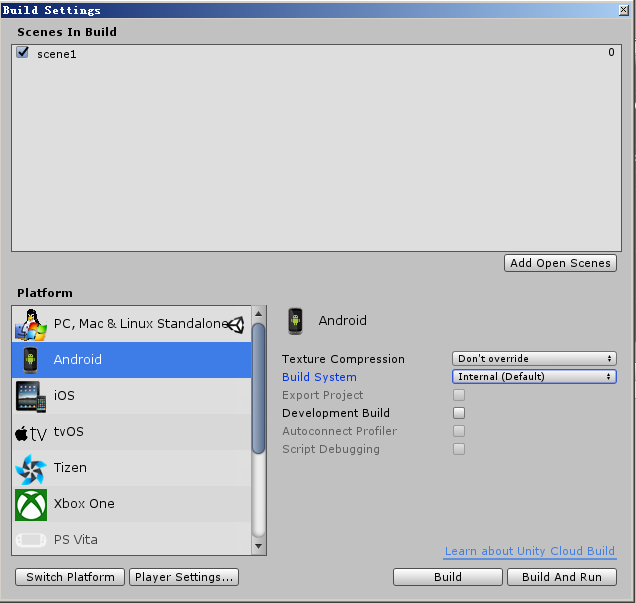 Build Settings
Scenes In Build
scene1 0
Add Open Scenes
Platform
PC, Mac & Linux Standalone
Android
iOS
tv tvOS
Tizen
Xbox One
PS Vita
Android
Texture Compression Don't override
Build System Internal (Default)
Export Project
Development Build
Autoconnect Profiler
Script Debugging
Learn about Unity Cloud Build
Switch Platform Player Settings... Build Build And Run